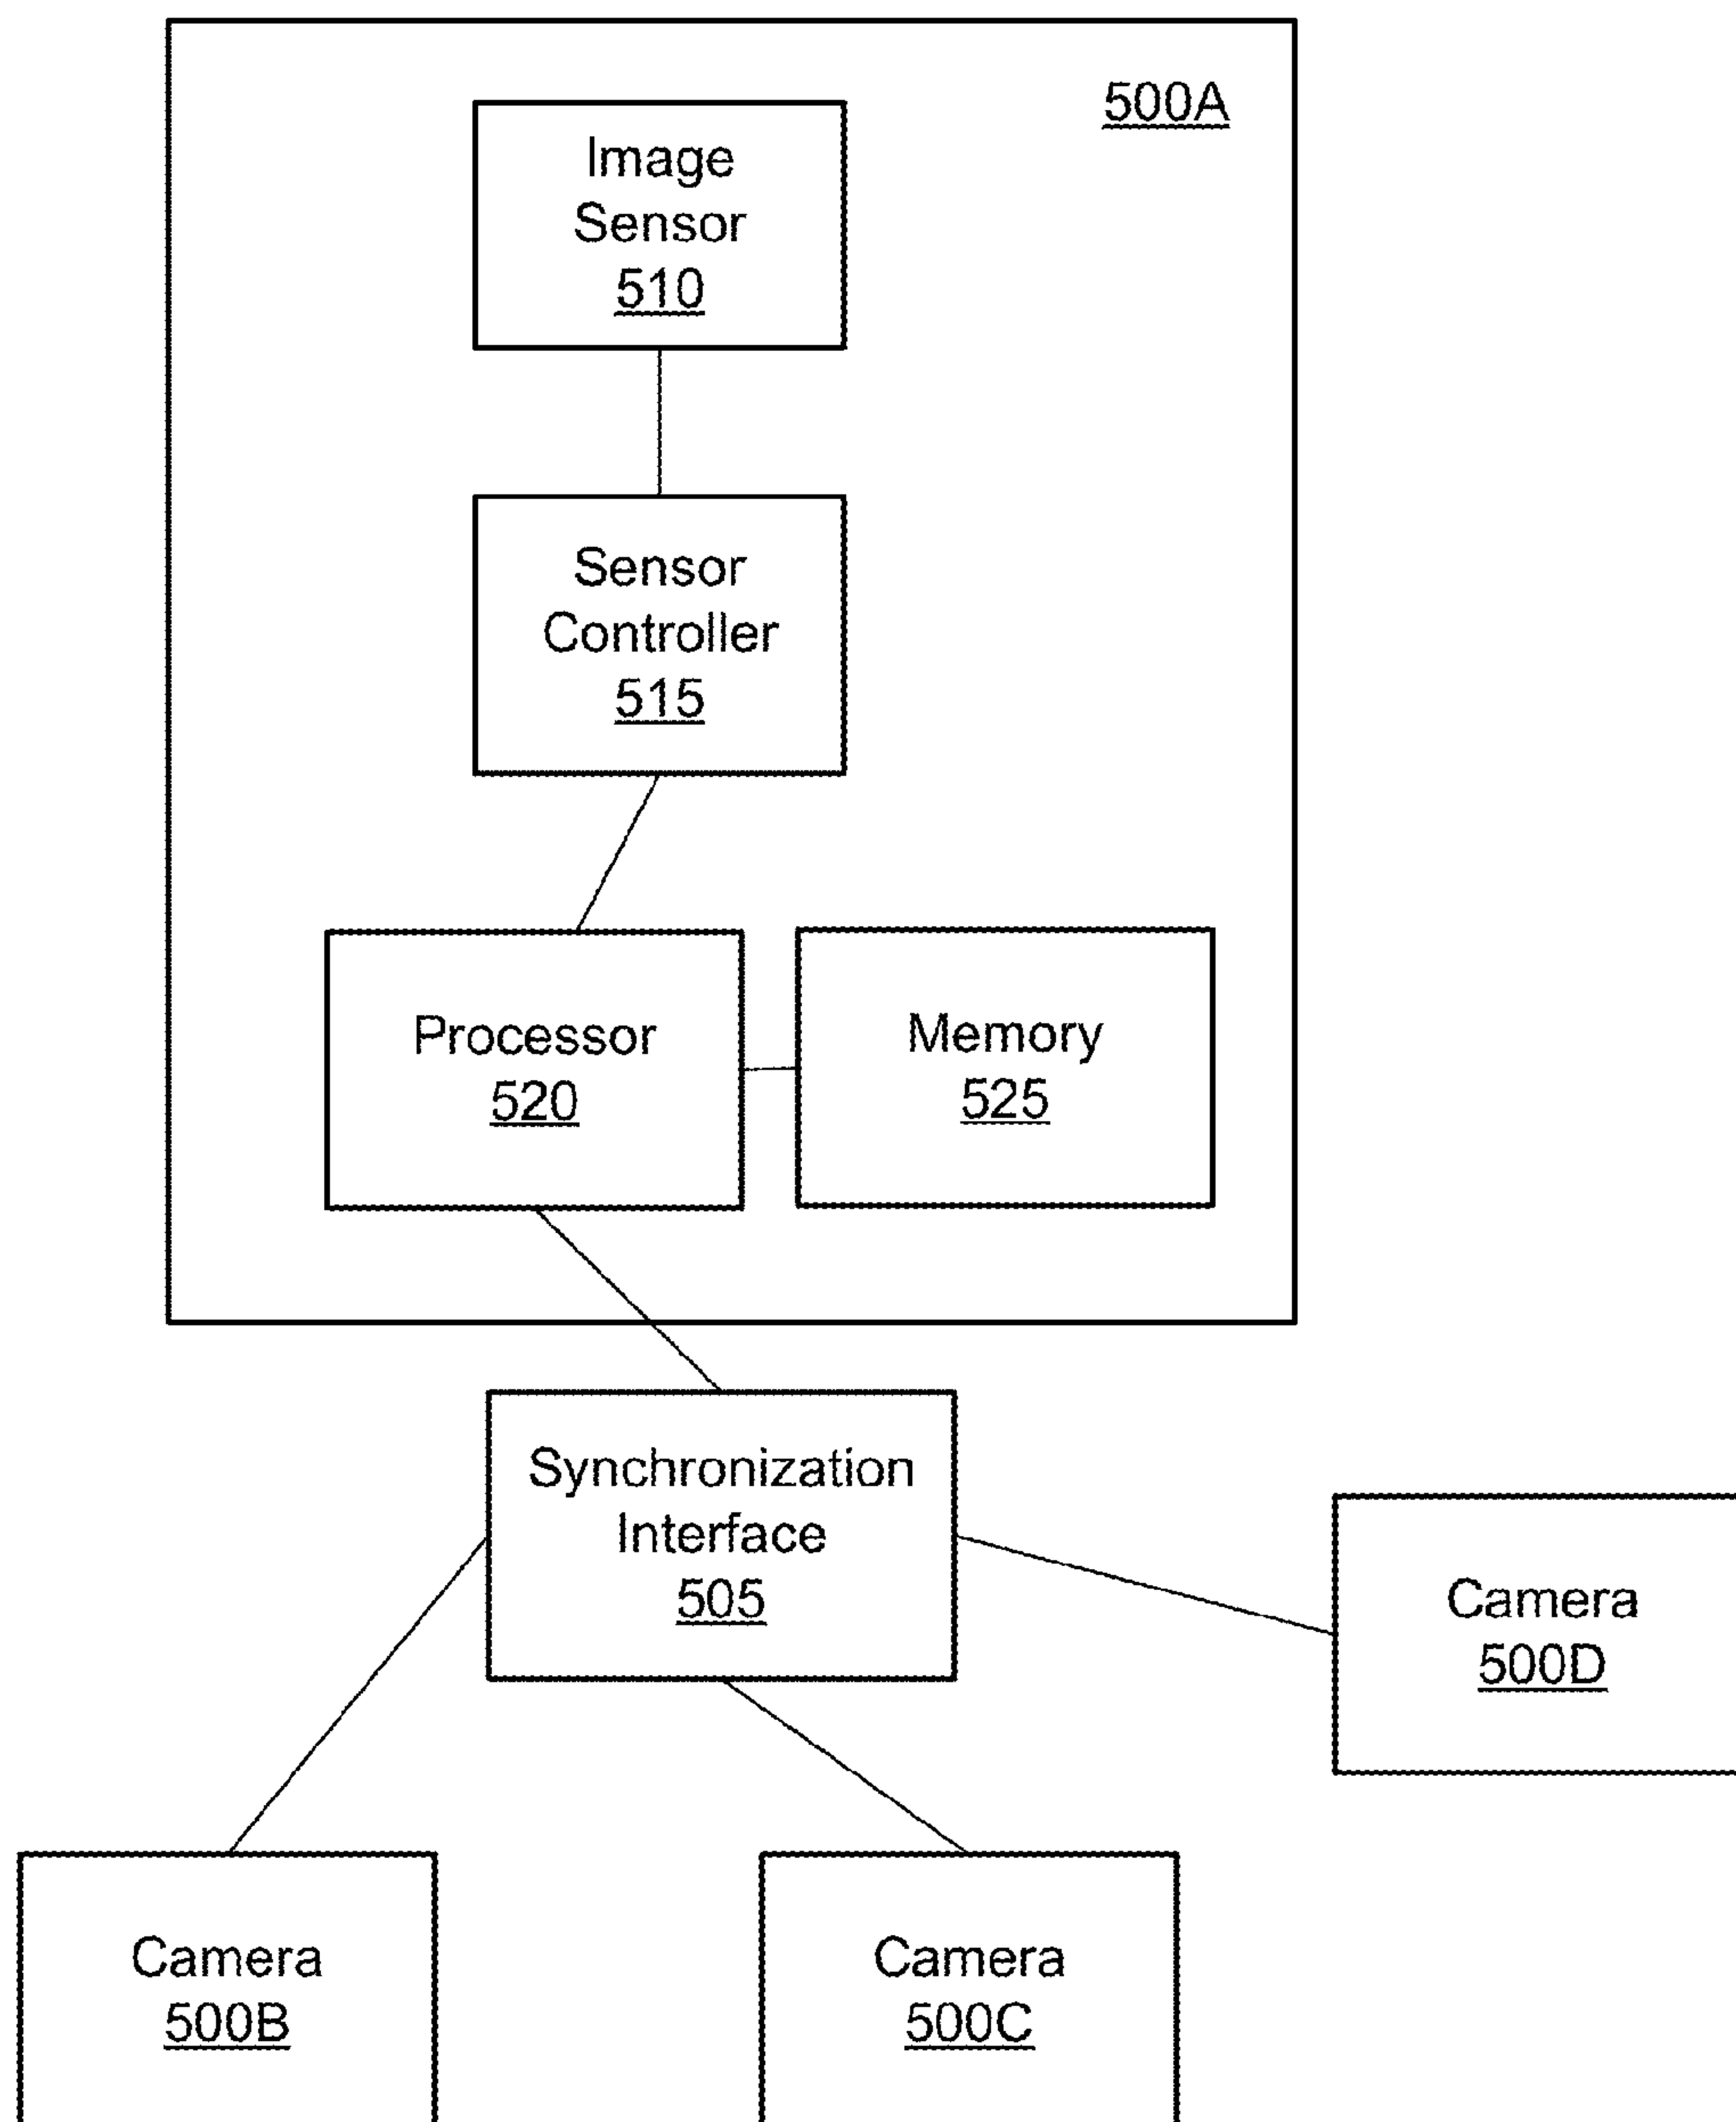 500A
Image
Sensor
510
Sensor
Controller
515
Processor
520
Memory
525
Synchronization
Interface
505
Camera
500D
Camera
500B
Camera
500C